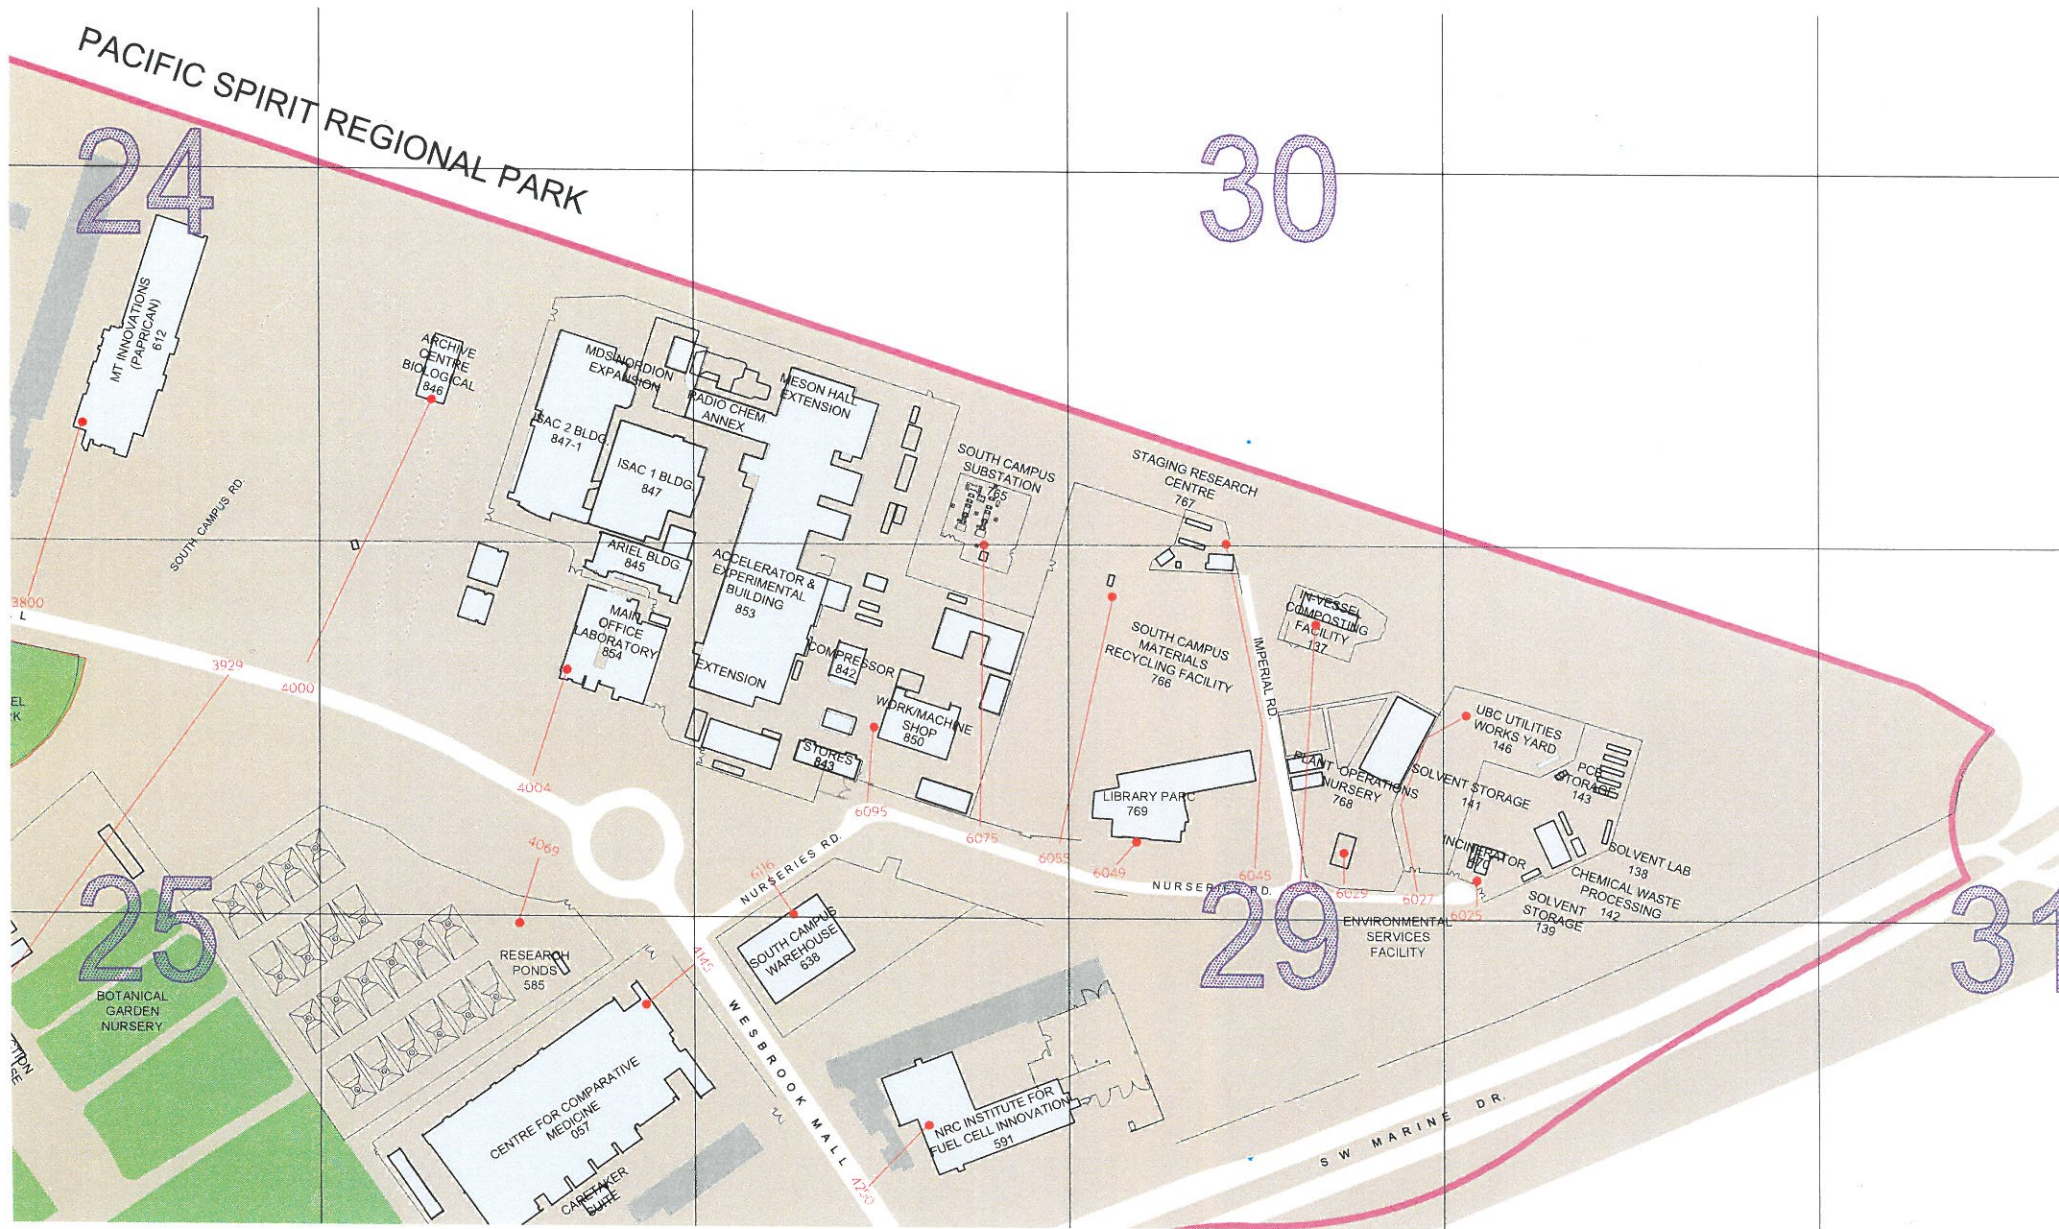 PACIFIC SPIRIT REGIONAL PARK
24
30
MT INNOVATIONS
(PAPRICAN)
612
ARCHIVE
CENTRE
BIOLOGICAL
846
MDS NORDION
EXPANSION
MESON HALL
EXTENSION
RADIO CHEM.
ANNEX
ISAC 2 BLDG.
847-1
ISAC 1 BLDG.
847
SOUTH CAMPUS
SUBSTATION
765
STAGING RESEARCH
CENTRE
767
SOUTH CAMPUS RD.
ARIEL BLDG
845
ACCELERATOR &
EXPERIMENTAL
BUILDING
853
MAIN
OFFICE
LABORATORY
854
EXTENSION
COMPRESSOR
842
WORK/MACHINE
SHOP
850
STORES
843
SOUTH CAMPUS
MATERIALS
RECYCLING FACILITY
766
IMPERIAL RD.
IN-VESSEL
COMPOSTING
FACILITY
137
UBC UTILITIES
WORKS YARD
146
PCB
STORAGE
143
SOLVENT STORAGE
141
PLANT OPERATIONS
NURSERY
768
LIBRARY PARC
769
INCINERATOR
470
SOLVENT LAB
138
CHEMICAL WASTE
PROCESSING
142
SOLVENT
STORAGE
139
ENVIRONMENTAL
SERVICES
FACILITY
3800
L
EL
K
3929
4000
4004
4069
6095
6075
6055
6049
6045
6029
6027
6025
6116
4145
4250
NURSERIES RD.
NURSERIES RD.
25
29
31
SOUTH CAMPUS
WAREHOUSE
638
RESEARCH
PONDS
585
BOTANICAL
GARDEN
NURSERY
CENTRE FOR COMPARATIVE
MEDICINE
057
CARETAKER
SUITE
WESBROOK MALL
NRC INSTITUTE FOR
FUEL CELL INNOVATION
591
SW MARINE DR.